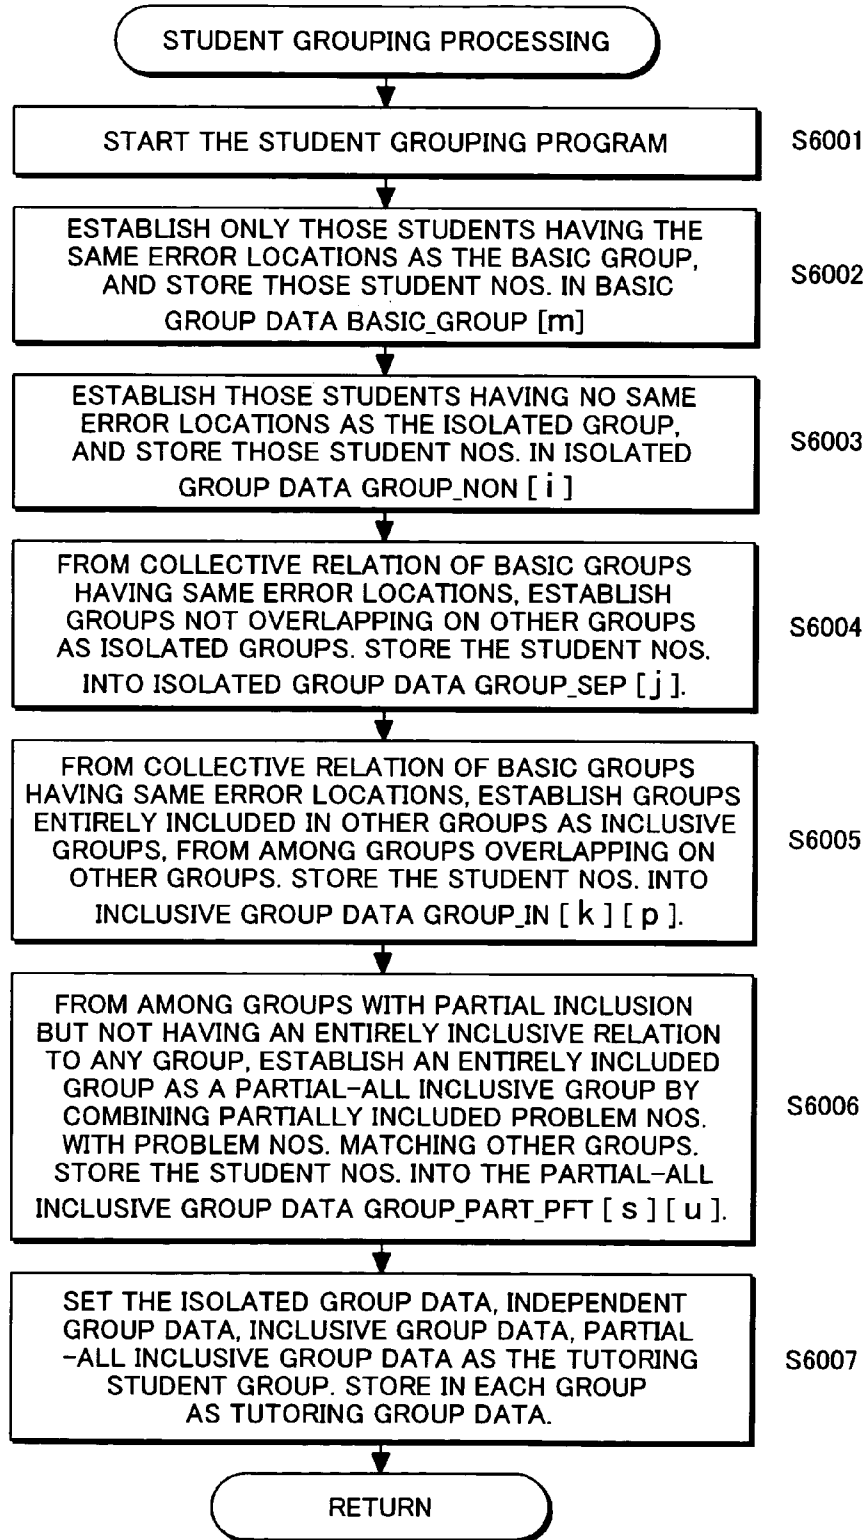 STUDENT GROUPING PROCESSING
START THE STUDENT GROUPING PROGRAM
S6001
ESTABLISH ONLY THOSE STUDENTS HAVING THE
SAME ERROR LOCATIONS AS THE BASIC GROUP,
AND STORE THOSE STUDENT NOS. IN BASIC
GROUP DATA BASIC_GROUP [m]
S6002
ESTABLISH THOSE STUDENTS HAVING NO SAME
ERROR LOCATIONS AS THE ISOLATED GROUP,
AND STORE THOSE STUDENT NOS. IN ISOLATED
GROUP DATA GROUP_NON [i]
S6003
FROM COLLECTIVE RELATION OF BASIC GROUPS
HAVING SAME ERROR LOCATIONS, ESTABLISH
GROUPS NOT OVERLAPPING ON OTHER GROUPS
AS ISOLATED GROUPS. STORE THE STUDENT NOS.
INTO ISOLATED GROUP DATA GROUP_SEP [j].
S6004
FROM COLLECTIVE RELATION OF BASIC GROUPS
HAVING SAME ERROR LOCATIONS, ESTABLISH GROUPS
ENTIRELY INCLUDED IN OTHER GROUPS AS INCLUSIVE
GROUPS, FROM AMONG GROUPS OVERLAPPING ON
OTHER GROUPS. STORE THE STUDENT NOS. INTO
INCLUSIVE GROUP DATA GROUP_IN [k][p].
S6005
FROM AMONG GROUPS WITH PARTIAL INCLUSION
BUT NOT HAVING AN ENTIRELY INCLUSIVE RELATION
TO ANY GROUP, ESTABLISH AN ENTIRELY INCLUDED
GROUP AS A PARTIAL-ALL INCLUSIVE GROUP BY
COMBINING PARTIALLY INCLUDED PROBLEM NOS.
WITH PROBLEM NOS. MATCHING OTHER GROUPS.
STORE THE STUDENT NOS. INTO THE PARTIAL-ALL
INCLUSIVE GROUP DATA GROUP_PART_PFT [s][u].
S6006
SET THE ISOLATED GROUP DATA, INDEPENDENT
GROUP DATA, INCLUSIVE GROUP DATA, PARTIAL
-ALL INCLUSIVE GROUP DATA AS THE TUTORING
STUDENT GROUP. STORE IN EACH GROUP
AS TUTORING GROUP DATA.
S6007
RETURN